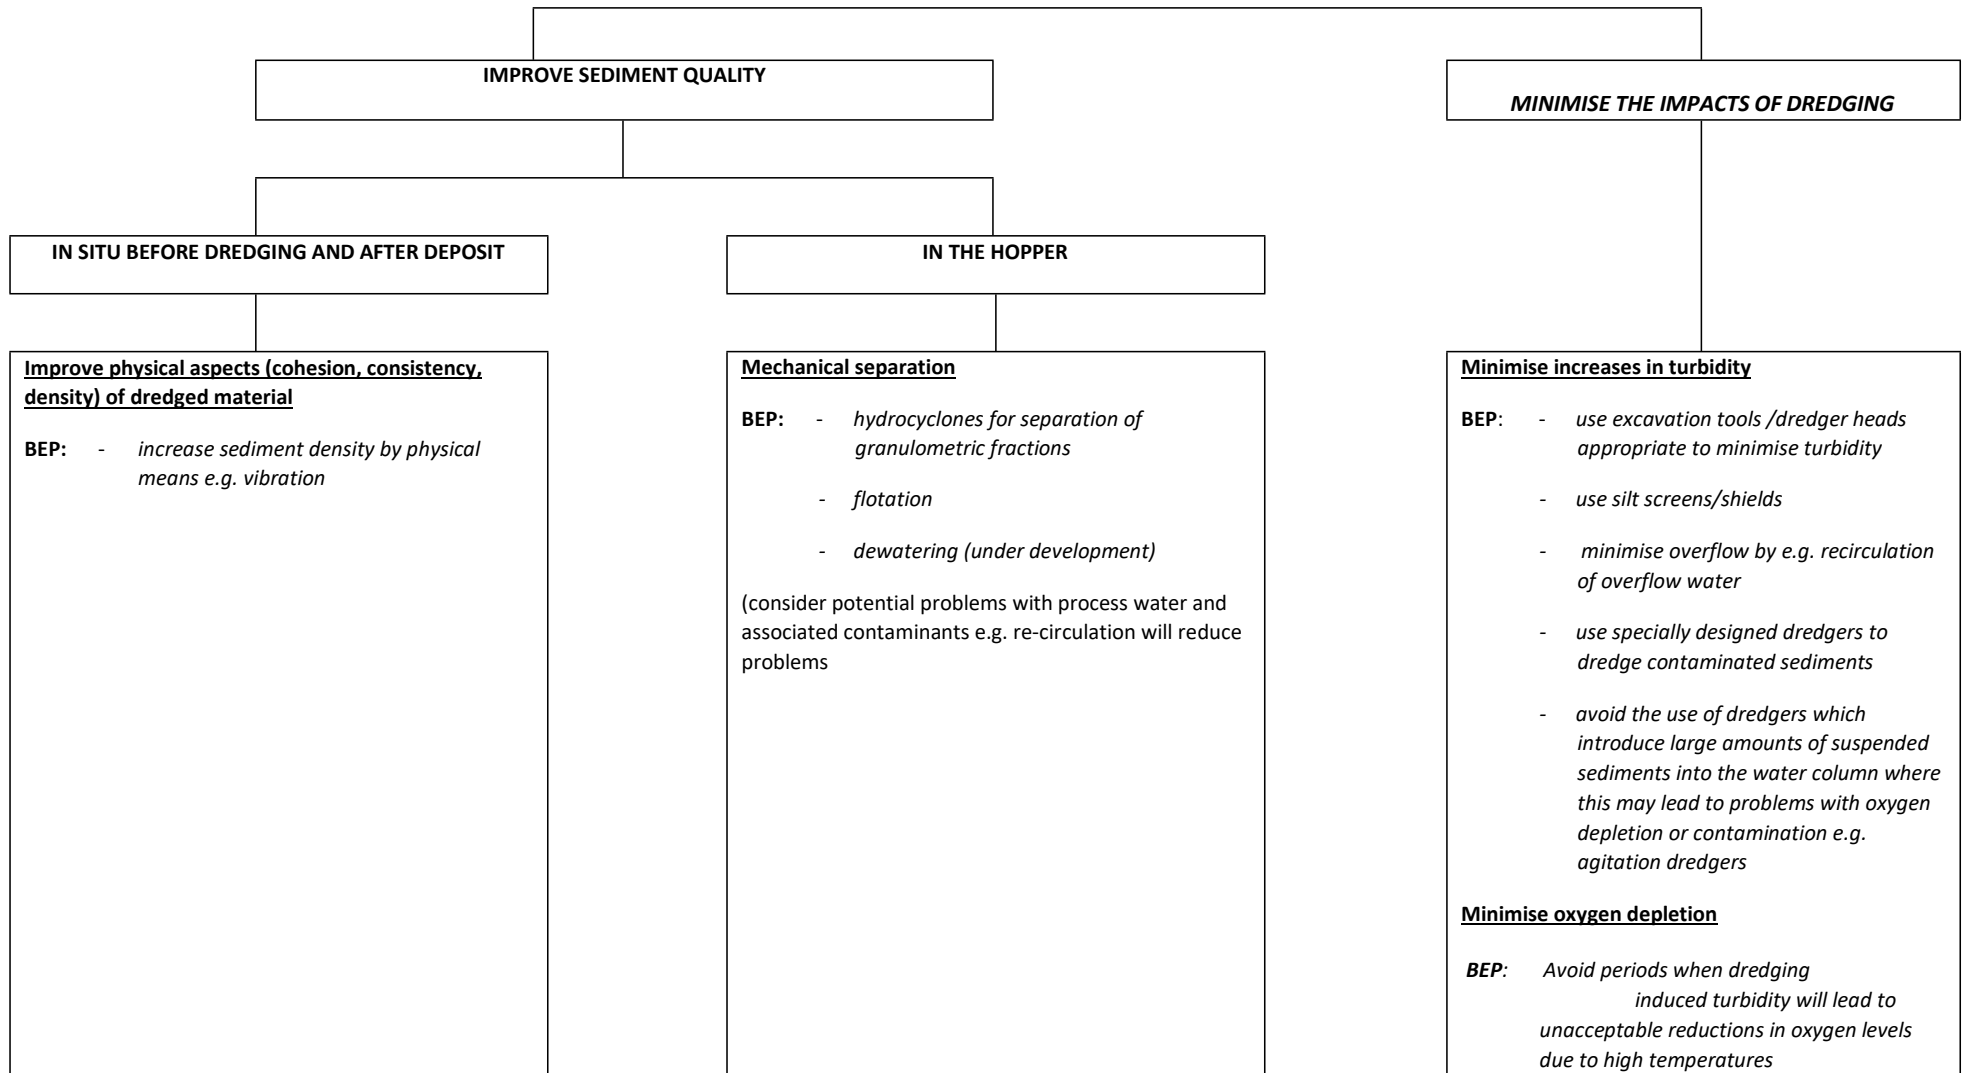 IMPROVE SEDIMENT QUALITY
MINIMISE THE IMPACTS OF DREDGING
IN SITU BEFORE DREDGING AND AFTER DEPOSIT
IN THE HOPPER
Improve physical aspects (cohesion, consistency,
density) of dredged material
BEP: - increase sediment density by physical
means e.g. vibration
Mechanical separation
BEP: - hydrocyclones for separation of
granulometric fractions
- flotation
- dewatering (under development)
(consider potential problems with process water and
associated contaminants e.g. re-circulation will reduce
problems
Minimise increases in turbidity
BEP: - use excavation tools /dredger heads
appropriate to minimise turbidity
- use silt screens/shields
- minimise overflow by e.g. recirculation
of overflow water
- use specially designed dredgers to
dredge contaminated sediments
- avoid the use of dredgers which
introduce large amounts of suspended
sediments into the water column where
this may lead to problems with oxygen
depletion or contamination e.g.
agitation dredgers
Minimise oxygen depletion
BEP: Avoid periods when dredging
induced turbidity will lead to
unacceptable reductions in oxygen levels
due to high temperatures